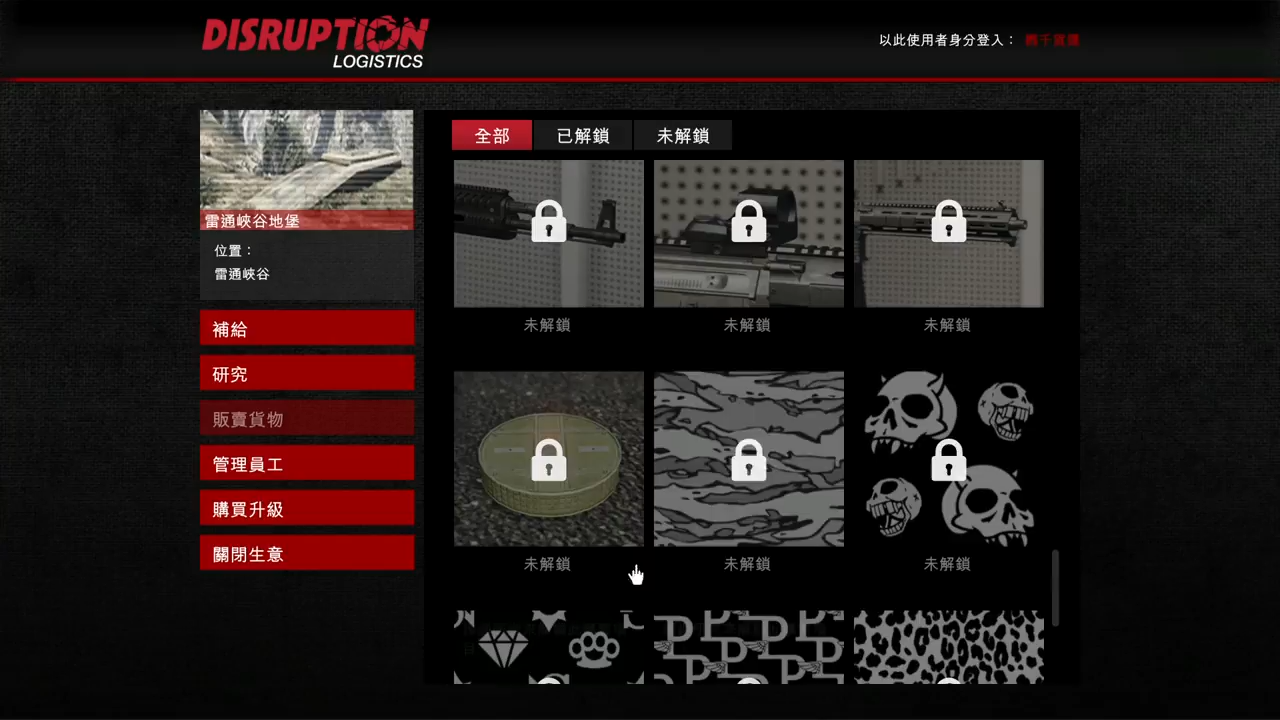 DISRUPTION
LOGISTICS
以此使用者身分登入：
雷通峽谷地堡
位置：
雷通峽谷
補給
研究
販賣貨物
管理員工
購買升級
關閉生意
全部
已解鎖
未解鎖
未解鎖
未解鎖
未解鎖
未解鎖
未解鎖
未解鎖